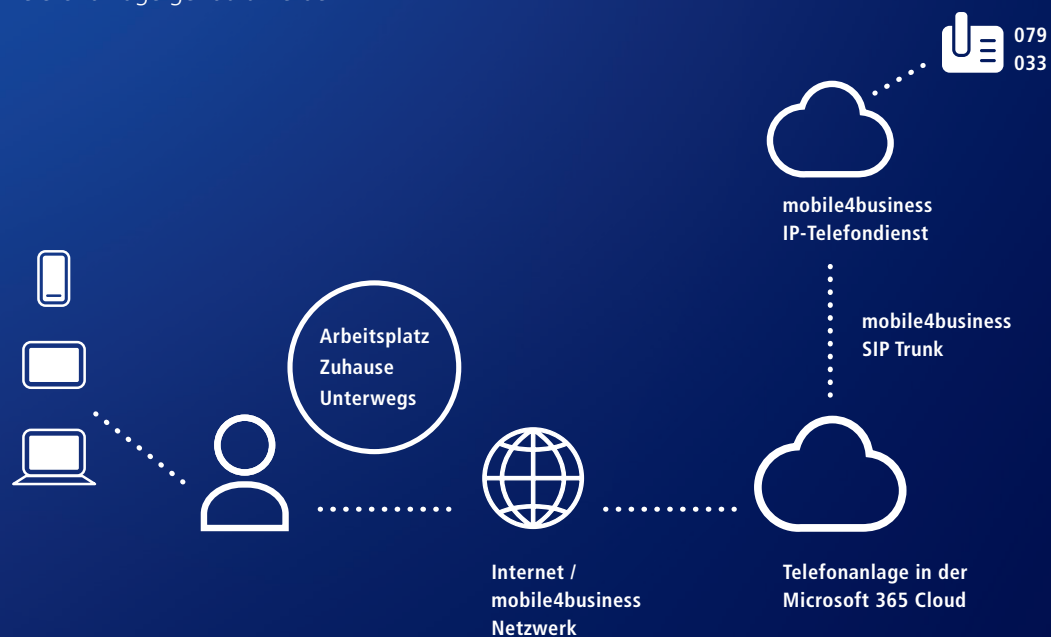 079
033
mobile4business
IP-Telefondienst
mobile4business
SIP Trunk
Arbeitsplatz
Zuhause
Unterwegs
Internet /
mobile4business
Netzwerk
Telefonanlage in der
Microsoft 365 Cloud